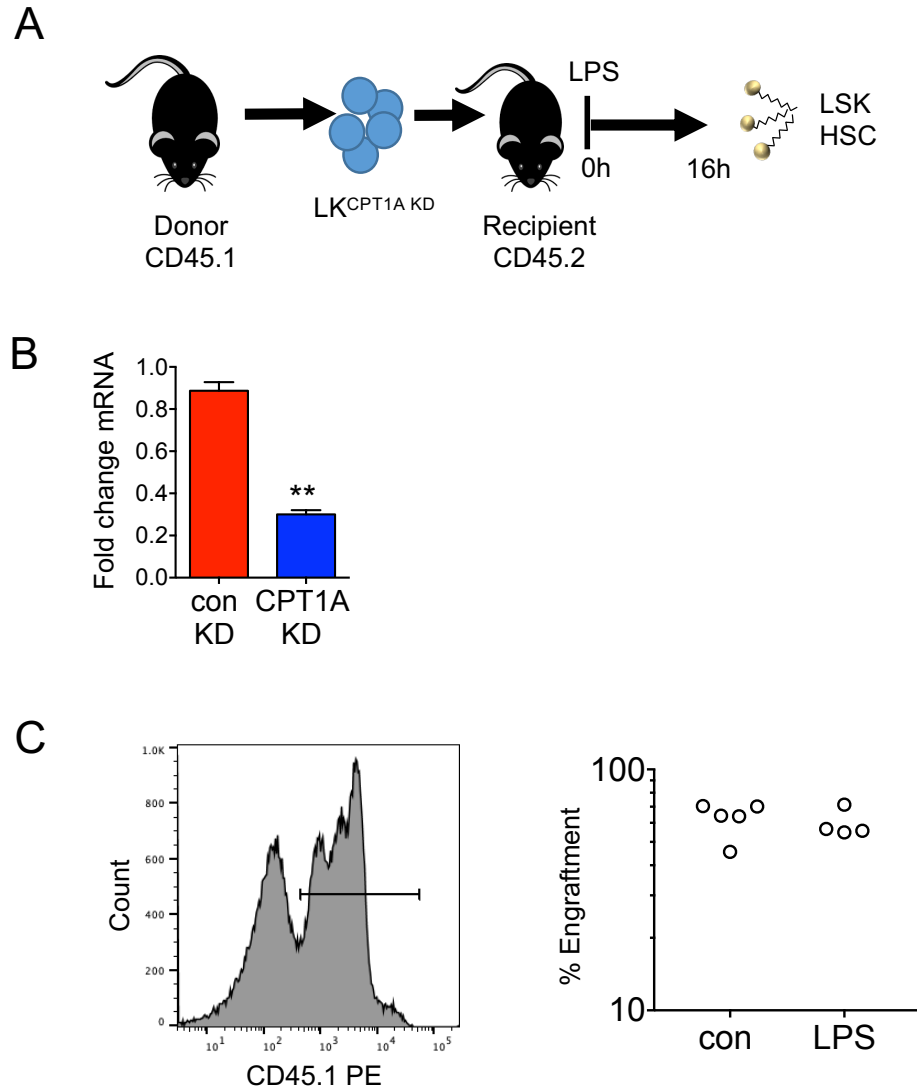 A
LPS
LSK
HSC
0h
16h
LK^CPT1A KD
Donor
CD45.1
Recipient
CD45.2
B
Fold change mRNA
1.0
0.8
0.6
0.4
0.2
0.0
**
con
KD
CPT1A
KD
C
Count
1.0K
800
600
400
200
0
10^1
10^2
10^3
10^4
10^5
CD45.1 PE
% Engraftment
100
10
con
LPS